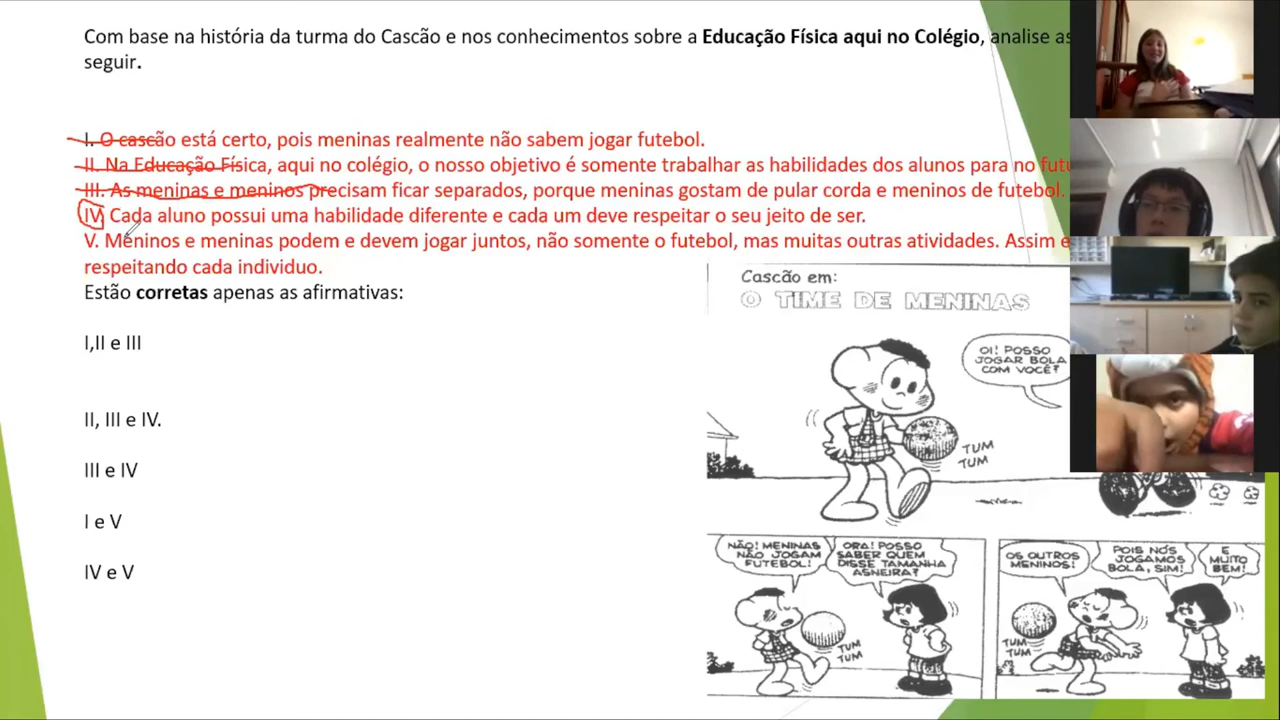 Com base na história da turma do Cascão e nos conhecimentos sobre a Educação Física aqui no Colégio, analise as
seguir.
I. O cascão está certo, pois meninas realmente não sabem jogar futebol.
II. Na Educação Física, aqui no colégio, o nosso objetivo é somente trabalhar as habilidades dos alunos para no
III. As meninas e meninos precisam ficar separados, porque meninas gostam de pular corda e meninos de futebol.
IV. Cada aluno possui uma habilidade diferente e cada um deve respeitar o seu jeito de ser.
V. Meninos e meninas podem e devem jogar juntos, não somente o futebol, mas muitas outras atividades. Assim
respeitando cada individuo.
Estão corretas apenas as afirmativas:
I,II e III
II, III e IV.
III e IV
I e V
IV e V
Cascão em:
O TIME DE MENINAS
OI! POSSO
JOGAR BOLA
COM VOCÊ?
TUM
TUM
NÃO! MENINAS
NÃO JOGAM
FUTEBOL!
ORA! POSSO
SABER QUEM
DISSE TAMANHA
ASNEIRA?
TUM
TUM
OS OUTROS
MENINOS!
POIS NÓS
JOGAMOS
BOLA, SIM!
E
MUITO
BEM!
TUM
TUM